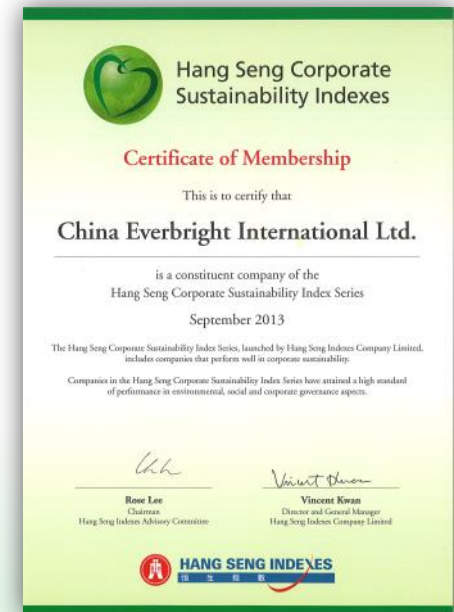 Hang Seng Corporate
Sustainability Indexes
Certificate of Membership
This is to certify that
China Everbright International Ltd.
is a constituent company of the
Hang Seng Corporate Sustainability Index Series
September 2013
The Hang Seng Corporate Sustainability Index Series, launched by Hang Seng Indexes Company Limited,
includes companies that perform well in corporate sustainability.
Companies in the Hang Seng Corporate Sustainability Index Series have attained a high standard
of performance in environmental, social and corporate governance aspects.
Vincent Kwan
Rose Lee
Chairman
Hang Seng Indexes Advisory Committee
Vincent Kwan
Director and General Manager
Hang Seng Indexes Company Limited
HANG SENG INDEXES
恒 生 指 數